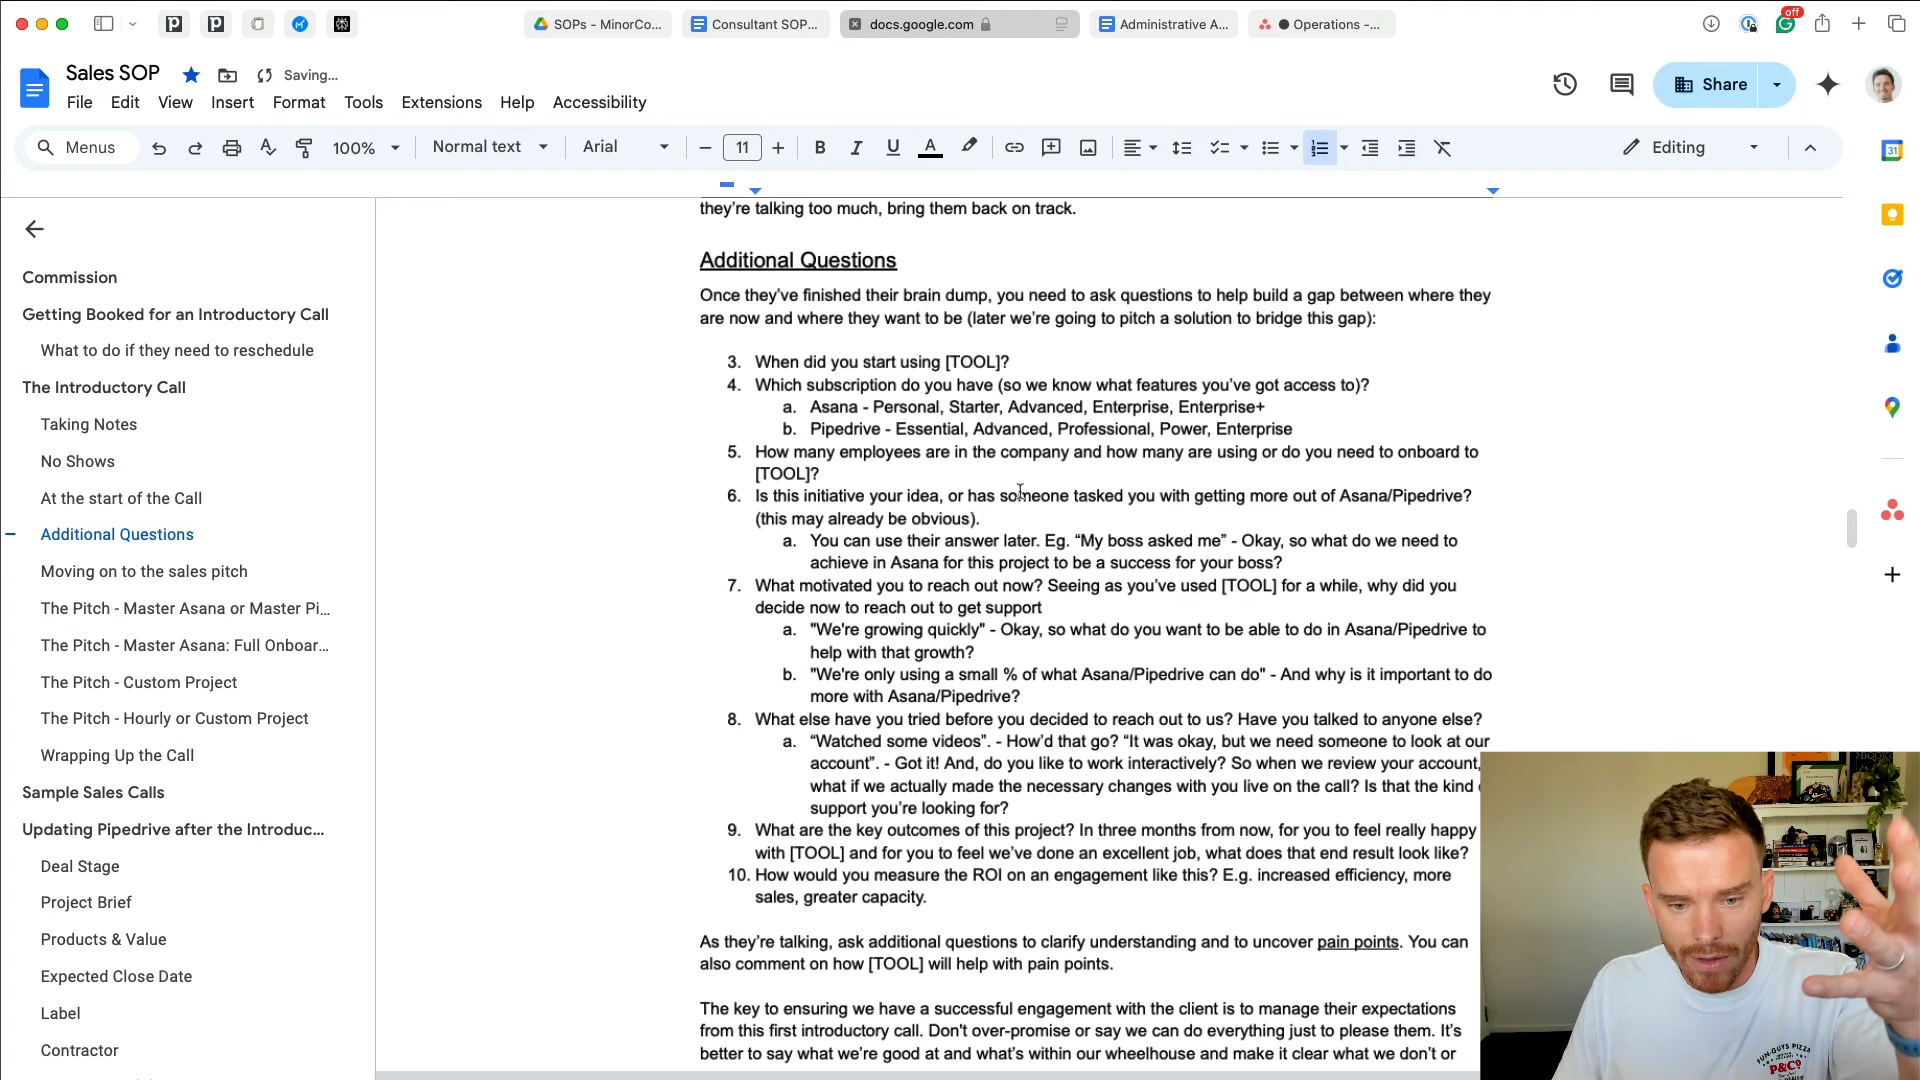 SOPs - MinorCo...
Consultant SOP...
docs.google.com
Administrative A...
Operations -...
off
Sales SOP
Saving...
File Edit View Insert Format Tools Extensions Help Accessibility
Share
Menus
100%
Normal text
Arial
11
Editing
31
Commission
Getting Booked for an Introductory Call
What to do if they need to reschedule
The Introductory Call
Taking Notes
No Shows
At the start of the Call
Additional Questions
Moving on to the sales pitch
The Pitch - Master Asana or Master Pi...
The Pitch - Master Asana: Full Onboar...
The Pitch - Custom Project
The Pitch - Hourly or Custom Project
Wrapping Up the Call
Sample Sales Calls
Updating Pipedrive after the Introduc...
Deal Stage
Project Brief
Products & Value
Expected Close Date
Label
Contractor
they’re talking too much, bring them back on track.
Additional Questions
Once they’ve finished their brain dump, you need to ask questions to help build a gap between where they
are now and where they want to be (later we’re going to pitch a solution to bridge this gap):
3. When did you start using [TOOL]?
4. Which subscription do you have (so we know what features you’ve got access to)?
a. Asana - Personal, Starter, Advanced, Enterprise, Enterprise+
b. Pipedrive - Essential, Advanced, Professional, Power, Enterprise
5. How many employees are in the company and how many are using or do you need to onboard to
[TOOL]?
6. Is this initiative your idea, or has someone tasked you with getting more out of Asana/Pipedrive?
(this may already be obvious).
a. You can use their answer later. Eg. “My boss asked me” - Okay, so what do we need to
achieve in Asana for this project to be a success for your boss?
7. What motivated you to reach out now? Seeing as you’ve used [TOOL] for a while, why did you
decide now to reach out to get support
a. "We're growing quickly" - Okay, so what do you want to be able to do in Asana/Pipedrive to
help with that growth?
b. "We're only using a small % of what Asana/Pipedrive can do" - And why is it important to do
more with Asana/Pipedrive?
8. What else have you tried before you decided to reach out to us? Have you talked to anyone else?
a. “Watched some videos”. - How’d that go? “It was okay, but we need someone to look at our
account”. - Got it! And, do you like to work interactively? So when we review your account,
what if we actually made the necessary changes with you live on the call? Is that the kind
support you’re looking for?
9. What are the key outcomes of this project? In three months from now, for you to feel really happy
with [TOOL] and for you to feel we’ve done an excellent job, what does that end result look like?
10. How would you measure the ROI on an engagement like this? E.g. increased efficiency, more
sales, greater capacity.
As they’re talking, ask additional questions to clarify understanding and to uncover pain points. You can
also comment on how [TOOL] will help with pain points.
The key to ensuring we have a successful engagement with the client is to manage their expectations
from this first introductory call. Don't over-promise or say we can do everything just to please them. It’s
better to say what we’re good at and what’s within our wheelhouse and make it clear what we don’t or
FUN-GUYS PIZZA
P&CO